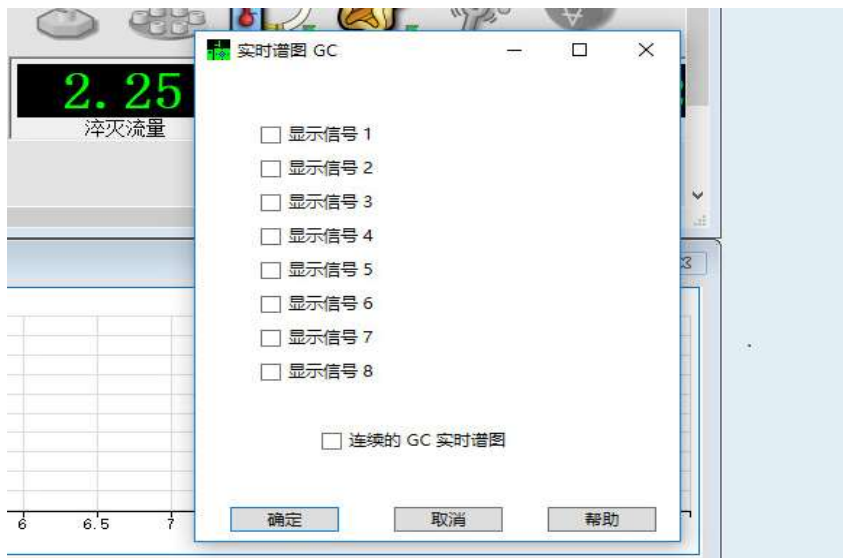 实时谱图 GC
2.25
淬灭流量
显示信号 1
显示信号 2
显示信号 3
显示信号 4
显示信号 5
显示信号 6
显示信号 7
显示信号 8
连续的 GC 实时谱图
6 6.5 7
确定 取消 帮助